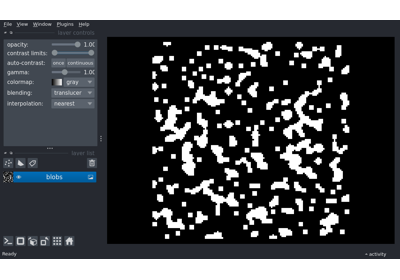 File View Window Plugins Help
layer controls
opacity: 1.00
contrast limits:
auto-contrast: once continuous
gamma: 1.00
colormap: gray
blending: translucer
interpolation: nearest
layer list
blobs
Ready
activity